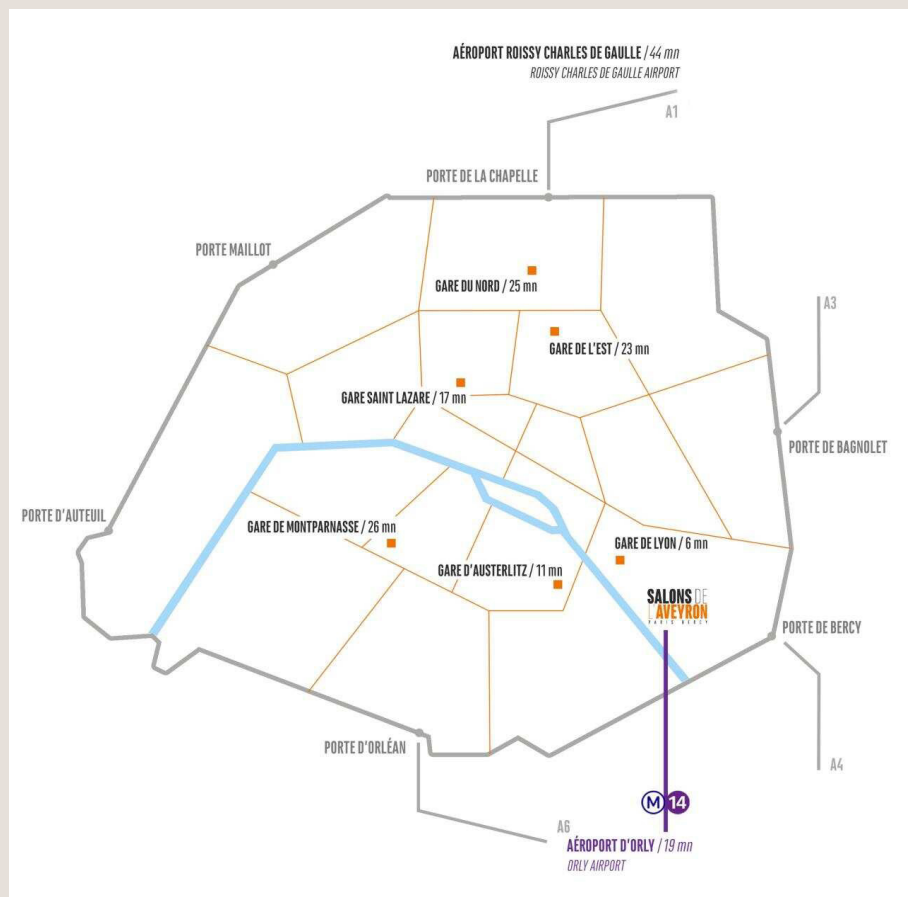 AÉROPORT ROISSY CHARLES DE GAULLE / 44 mn
ROISSY CHARLES DE GAULLE AIRPORT
A1
PORTE DE LA CHAPELLE
PORTE MAILLOT
GARE DU NORD / 25 mn
A3
GARE DE L'EST / 23 mn
GARE SAINT LAZARE / 17 mn
PORTE DE BAGNOLET
PORTE D'AUTEUIL
GARE DE MONTPARNASSE / 26 mn
GARE DE LYON / 6 mn
GARE D'AUSTERLITZ / 11 mn
SALONS DE
L'AVEYRON
PARIS BERCY
PORTE DE BERCY
PORTE D'ORLÉAN
A4
M 14
A6
AÉROPORT D'ORLY / 19 mn
ORLY AIRPORT